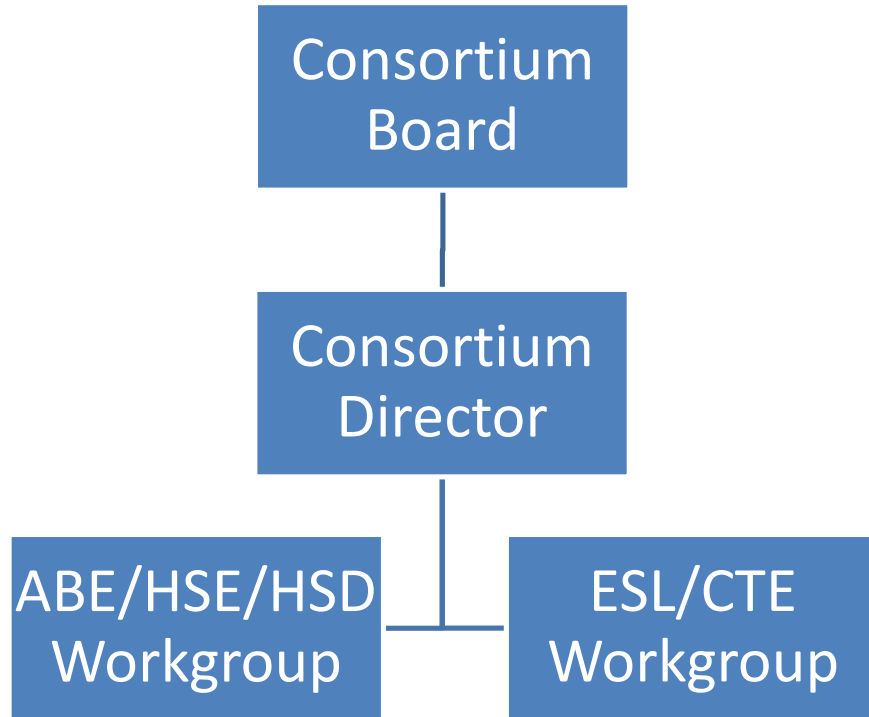 Consortium
Board
Consortium
Director
ABE/HSE/HSD
Workgroup
ESL/CTE
Workgroup